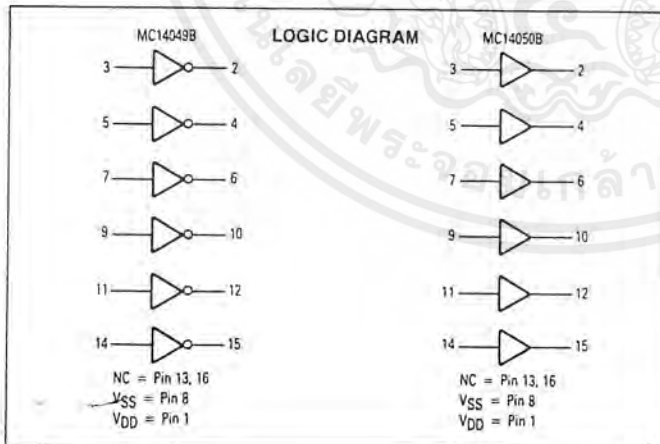 LOGIC DIAGRAM
MC14049B
3 2
5 4
7 6
9 10
11 12
14 15
NC = Pin 13, 16
VSS = Pin 8
VDD = Pin 1
MC14050B
3 2
5 4
7 6
9 10
11 12
14 15
NC = Pin 13, 16
VSS = Pin 8
VDD = Pin 1